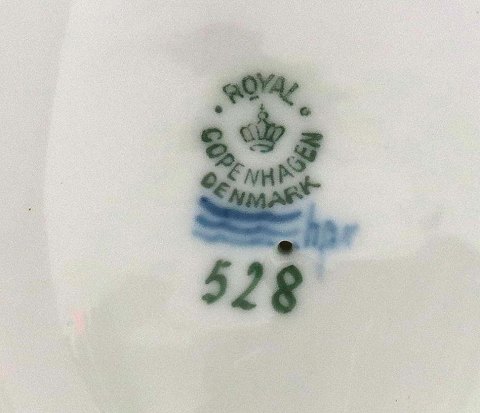 ROYAL
COPENHAGEN
DENMARK
528